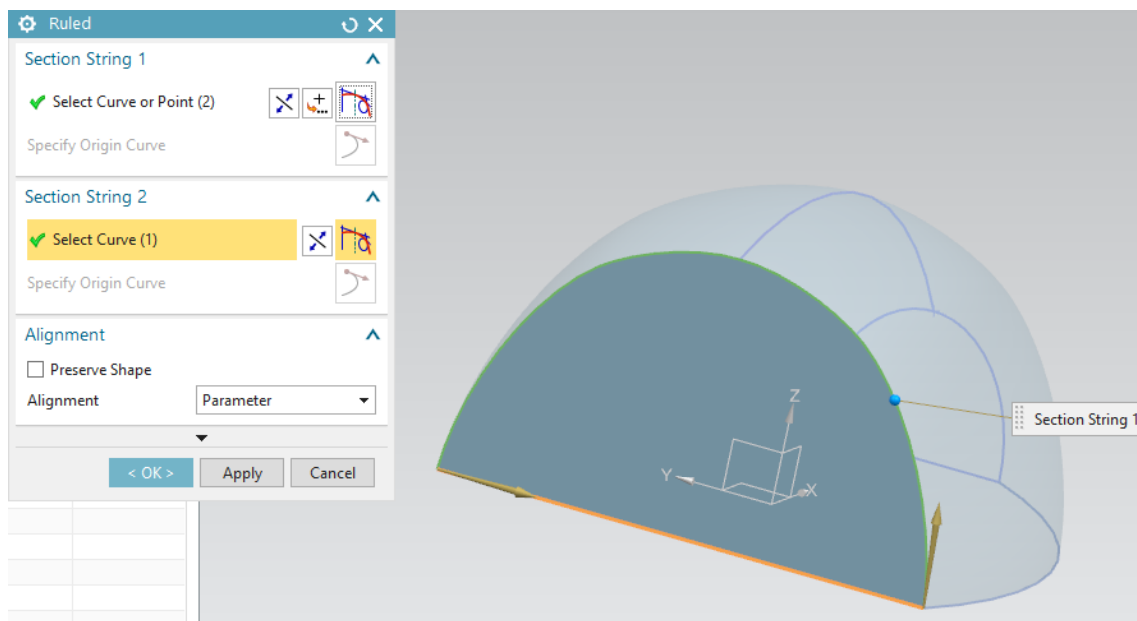 Ruled
Section String 1
Select Curve or Point (2)
Specify Origin Curve
Section String 2
Select Curve (1)
Specify Origin Curve
Alignment
Preserve Shape
Alignment Parameter
< OK > Apply Cancel
Z
Y
X
Section String 1